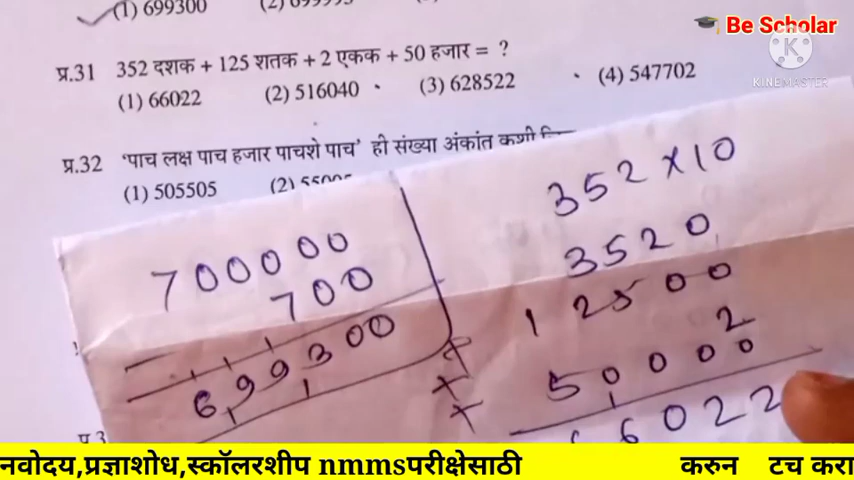 (1) 699300
Be Scholar
KINEMASTER
प्र.31 352 दशक + 125 शतक + 2 एकक + 50 हजार = ?
(1) 66022 (2) 516040 (3) 628522 (4) 547702
प्र.32 'पाच लक्ष पाच हजार पाचशे पाच' ही संख्या अंकांत कशी
(1) 505505 (2)
352 × 10
700000
700
699300
3520
12500
2
50000
6022
नवोदय,प्रज्ञाशोध,स्कॉलरशीप nmmsपरीक्षेसाठी करुन टच करा